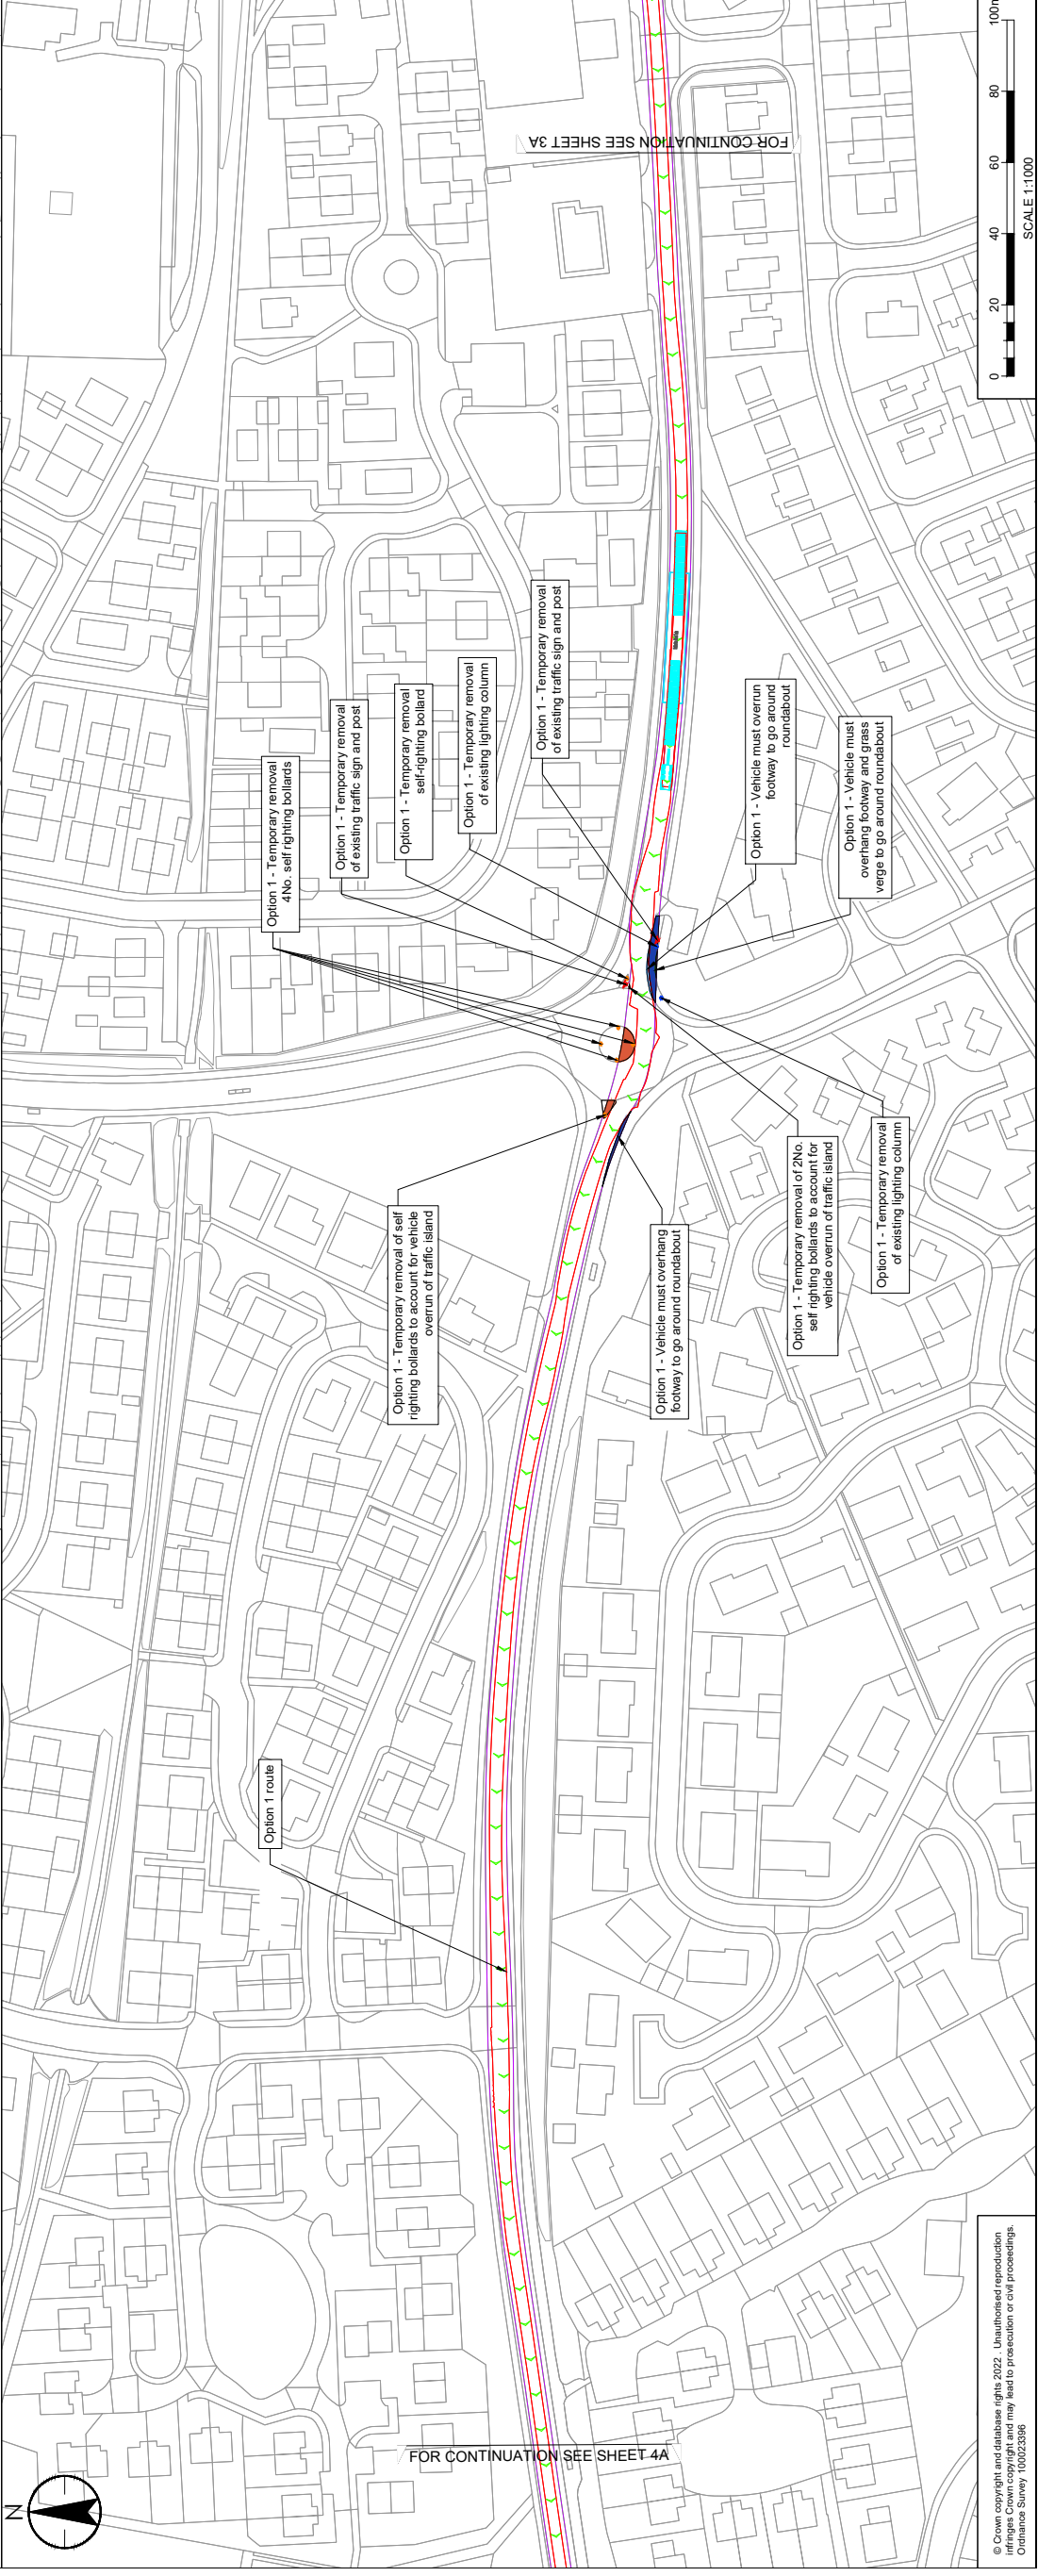 FOR CONTINUATION SEE SHEET 3A
100m
80
60
40
20
0
SCALE 1:1000
Option 1 - Temporary removal
4No. self righting bollards
Option 1 - Temporary removal
of existing traffic sign and post
Option 1 - Temporary removal
self-righting bollard
Option 1 - Temporary removal
of existing lighting column
Option 1 - Temporary removal
of existing traffic sign and post
Option 1 - Vehicle must overrun
footway to go around
roundabout
Option 1 - Vehicle must
overhang footway and grass
verge to go around roundabout
Option 1 - Temporary removal of self
righting bollards to account for vehicle
overrun of traffic island
Option 1 - Vehicle must overhang
footway to go around roundabout
Option 1 - Temporary removal of 2No.
self righting bollards to account for
vehicle overrun of traffic island
Option 1 - Temporary removal
of existing lighting column
Option 1 route
FOR CONTINUATION SEE SHEET 4A
N
© Crown copyright and database rights 2022 . Unauthorised reproduction
infringes Crown copyright and may lead to prosecution or civil proceedings.
Ordnance Survey 100023396